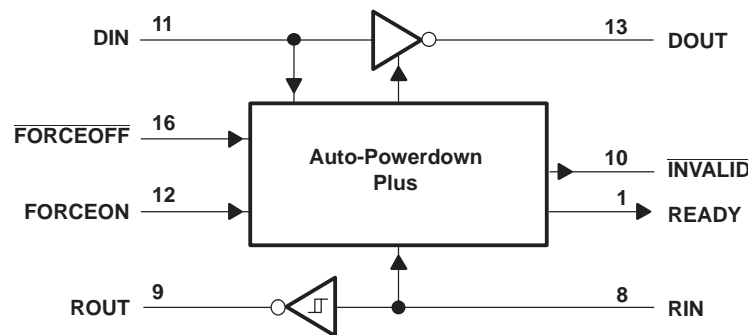 DIN 11 13 DOUT
FORCEOFF 16
Auto-Powerdown
Plus
10 INVALID
FORCEON 12
1 READY
ROUT 9 8 RIN